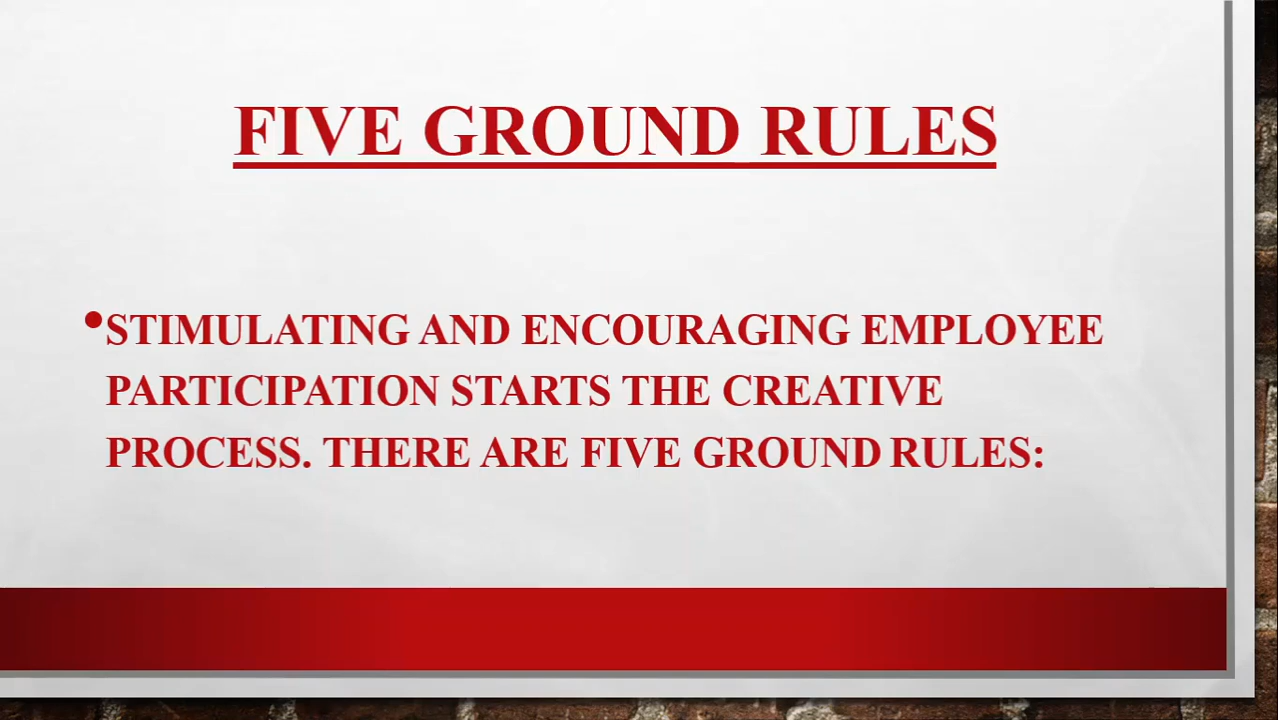 FIVE GROUND RULES
•STIMULATING AND ENCOURAGING EMPLOYEE
PARTICIPATION STARTS THE CREATIVE
PROCESS. THERE ARE FIVE GROUND RULES: